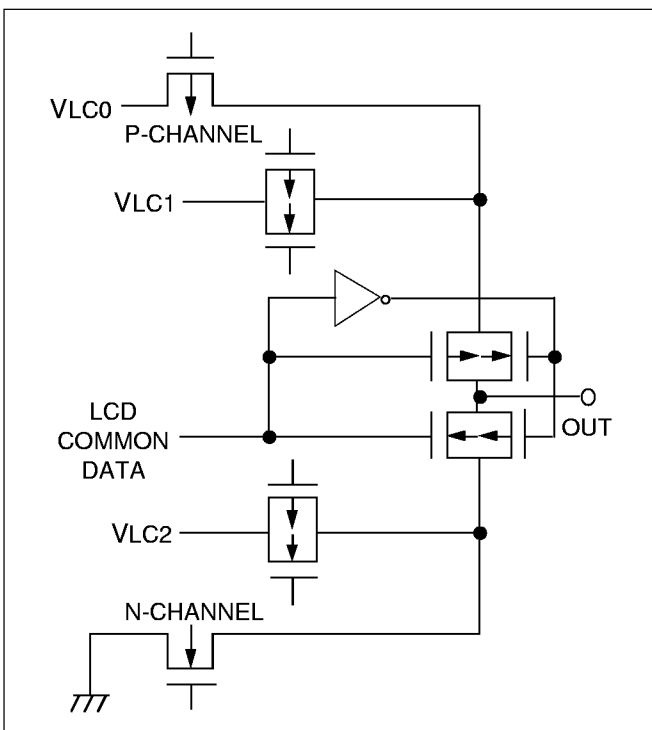 VLC0
P-CHANNEL
VLC1
LCD
COMMON
DATA
OUT
VLC2
N-CHANNEL